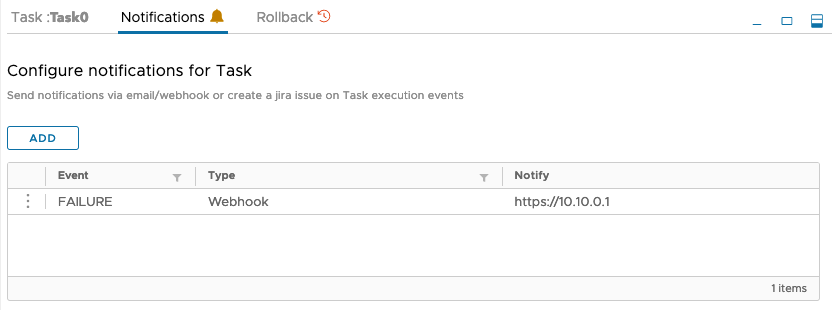 Task :Task0 Notifications Rollback
Configure notifications for Task
Send notifications via email/webhook or create a jira issue on Task execution events
ADD
Event Type Notify
FAILURE Webhook https://10.10.0.1
1 items